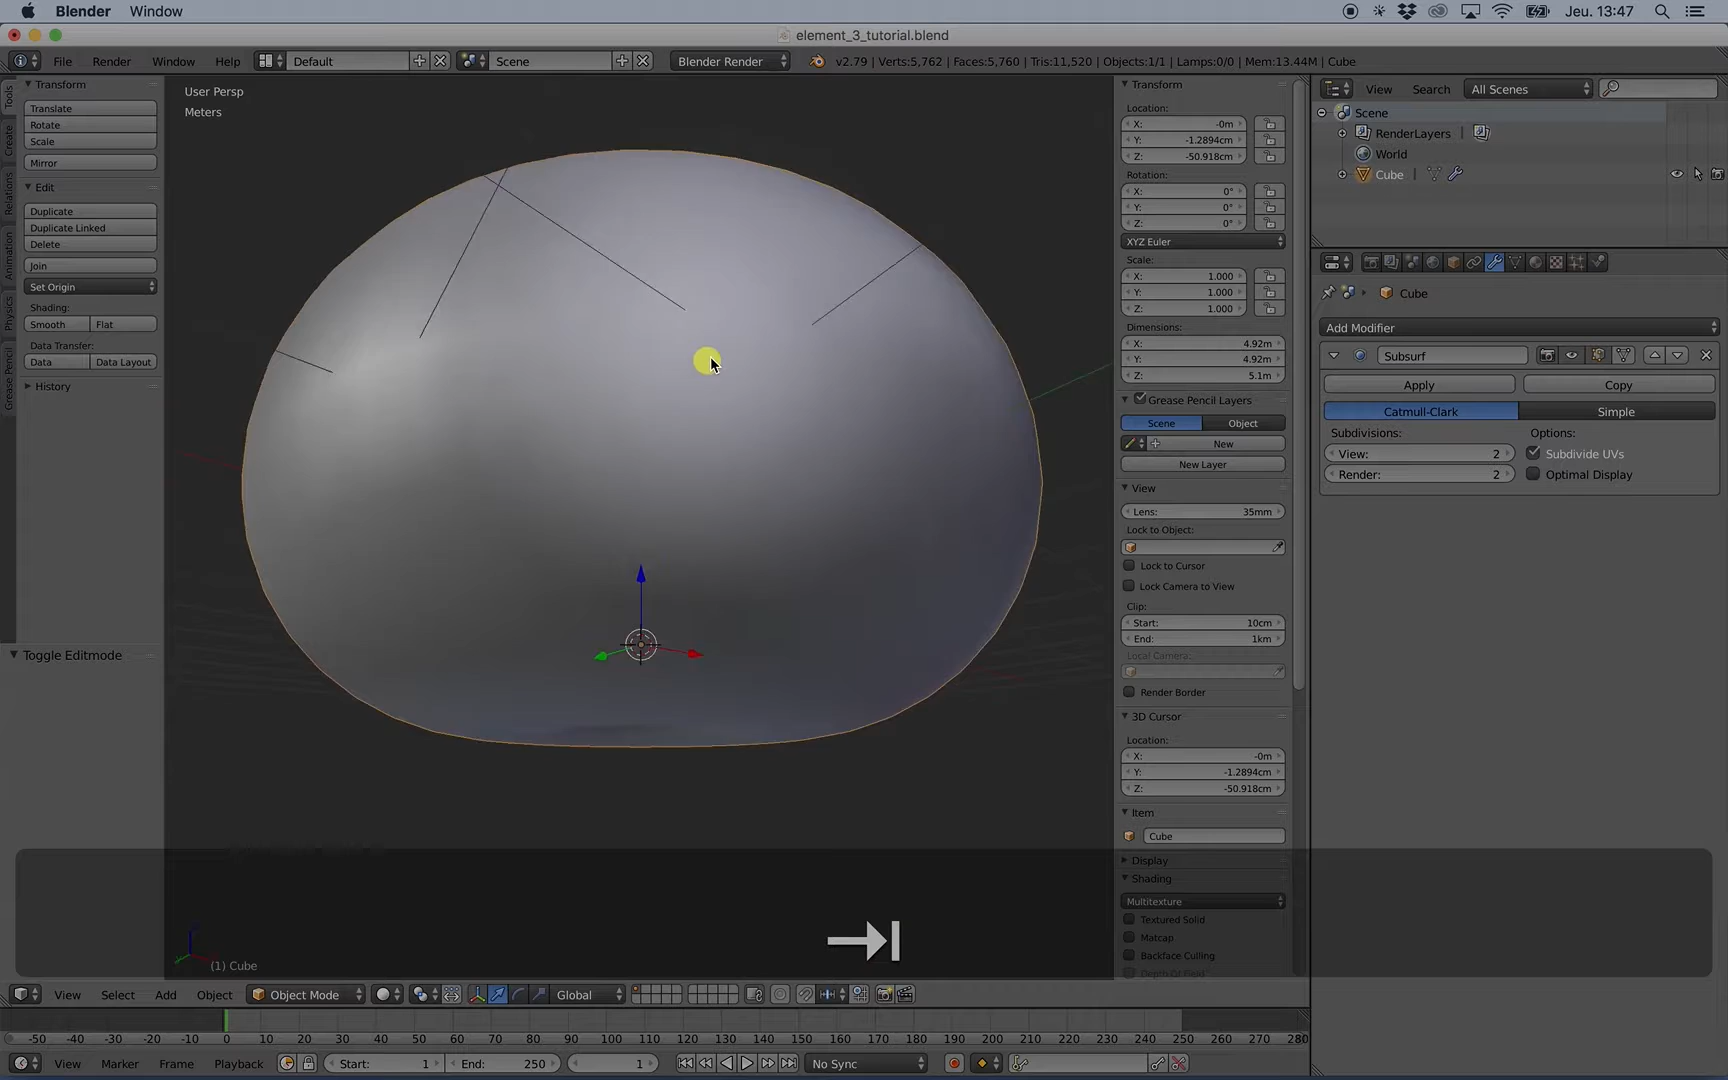 Blender Window Jeu. 13:47
element_3_tutorial.blend
File Render Window Help Default Scene Blender Render v2.79 | Verts:5,762 | Faces:5,760 | Tris:11,520 | Objects:1/1 | Lamps:0/0 | Mem:13.44M | Cube
Tools
Create
Relations
Animation
Physics
Grease Pencil
Transform
Translate
Rotate
Scale
Mirror
Edit
Duplicate
Duplicate Linked
Delete
Join
Set Origin
Shading:
Smooth Flat
Data Transfer:
Data Data Layout
History
Toggle Editmode
User Persp
Meters
(1) Cube
Transform
Location:
X: -0m
Y: -1.2894cm
Z: -50.918cm
Rotation:
X: 0°
Y: 0°
Z: 0°
XYZ Euler
Scale:
X: 1.000
Y: 1.000
Z: 1.000
Dimensions:
X: 4.92m
Y: 4.92m
Z: 5.1m
Grease Pencil Layers
Scene Object
New
New Layer
View
Lens: 35mm
Lock to Object:
Lock to Cursor
Lock Camera to View
Clip:
Start: 10cm
End: 1km
Local Camera:
Render Border
3D Cursor
Location:
X: -0m
Y: -1.2894cm
Z: -50.918cm
Item
Cube
Display
Shading
Multitexture
Textured Solid
Matcap
Backface Culling
Depth Of Field
View Search All Scenes
Scene
RenderLayers
World
Cube
Cube
Add Modifier
Subsurf
Apply Copy
Catmull-Clark Simple
Subdivisions: Options:
View: 2 Subdivide UVs
Render: 2 Optimal Display
View Select Add Object Object Mode Global
-50 -40 -30 -20 -10 0 10 20 30 40 50 60 70 80 90 100 110 120 130 140 150 160 170 180 190 200 210 220 230 240 250 260 270 280
View Marker Frame Playback Start: 1 End: 250 1 No Sync